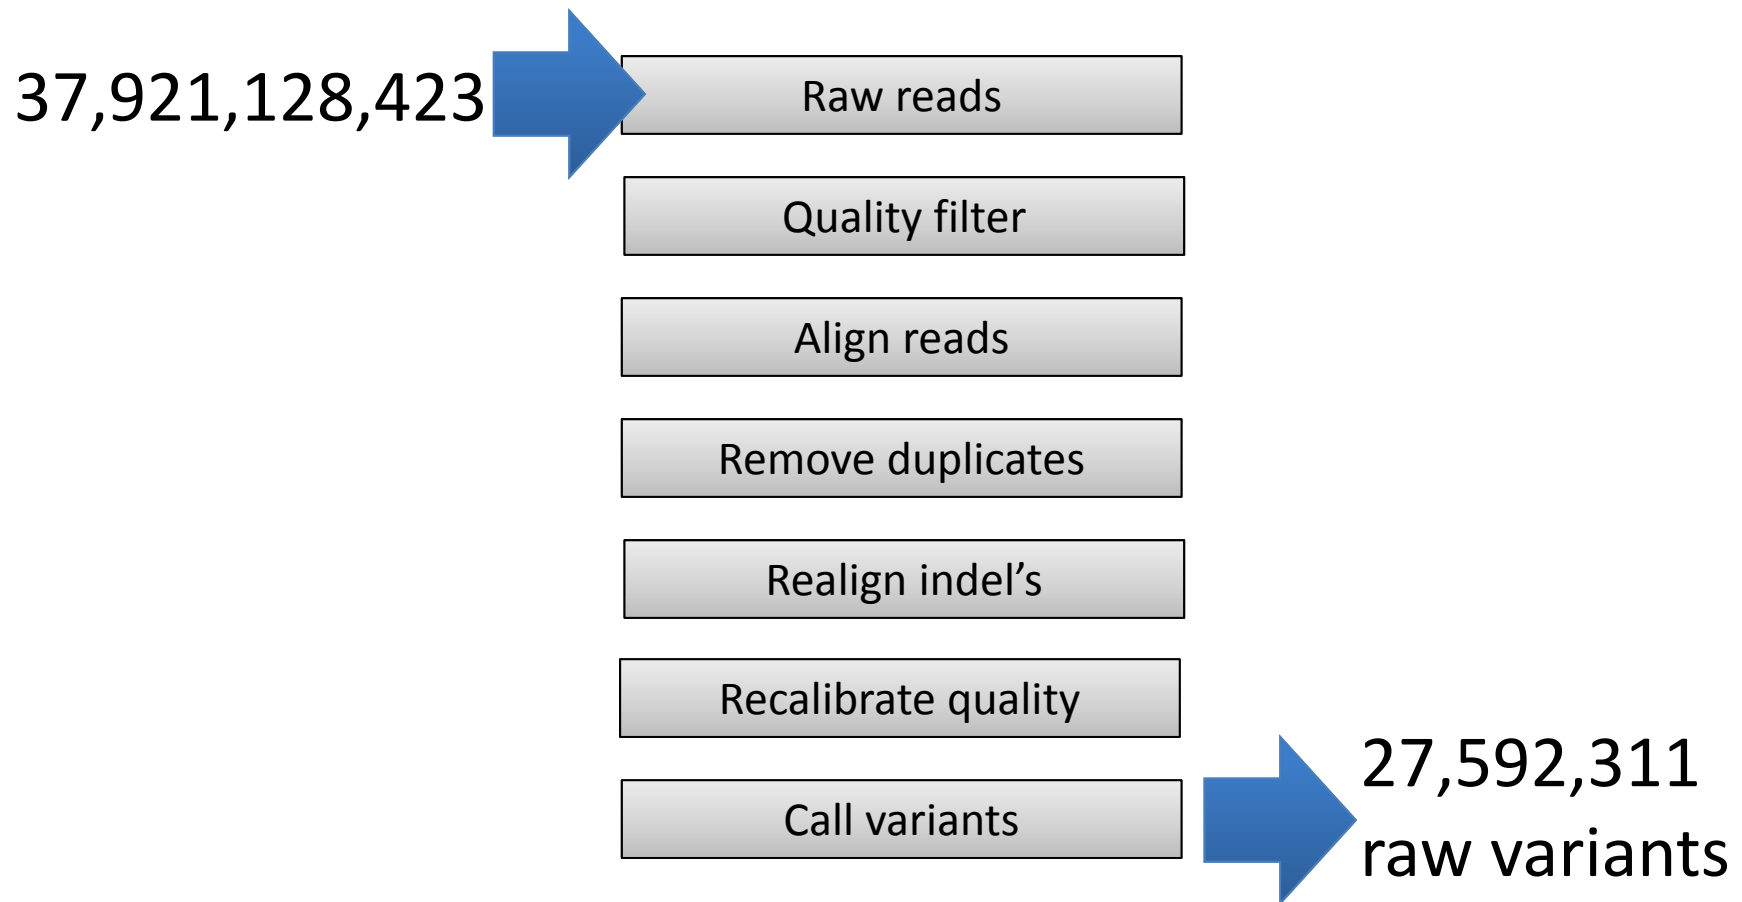 37,921,128,423
Raw reads
Quality filter
Align reads
Remove duplicates
Realign indel’s
Recalibrate quality
Call variants
27,592,311
raw variants